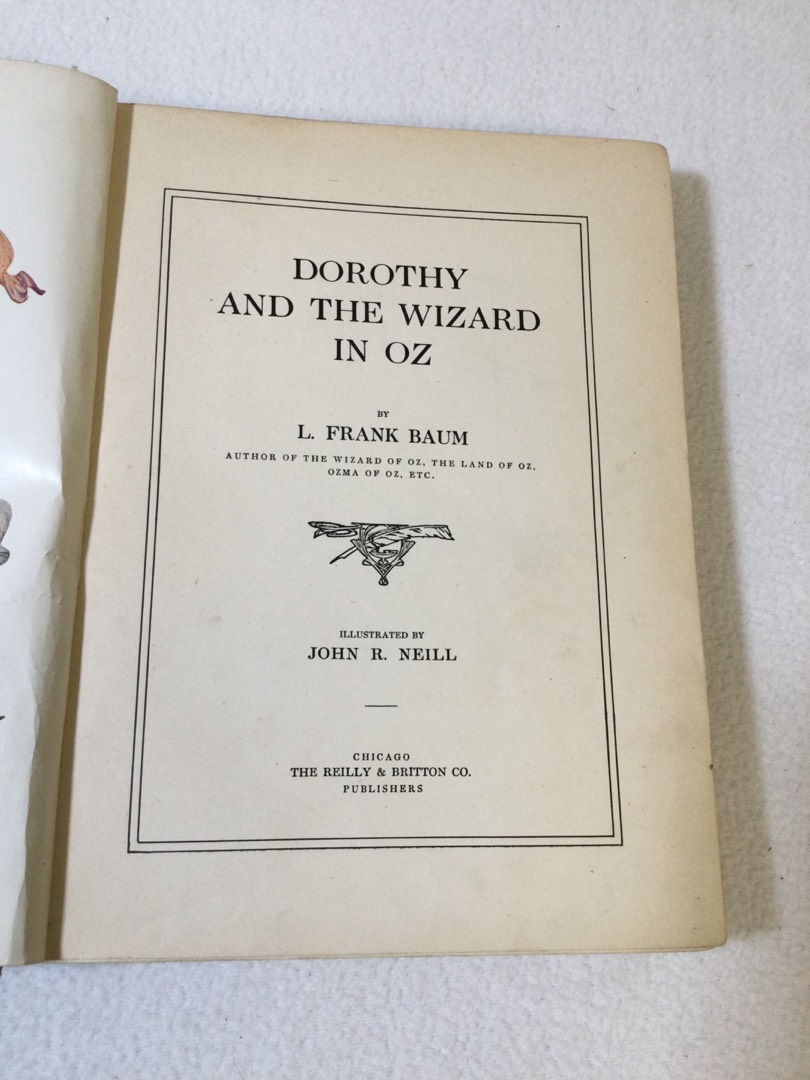 DOROTHY
AND THE WIZARD
IN OZ
BY
L. FRANK BAUM
AUTHOR OF THE WIZARD OF OZ, THE LAND OF OZ,
OZMA OF OZ, ETC.
ILLUSTRATED BY
JOHN R. NEILL
CHICAGO
THE REILLY & BRITTON CO.
PUBLISHERS